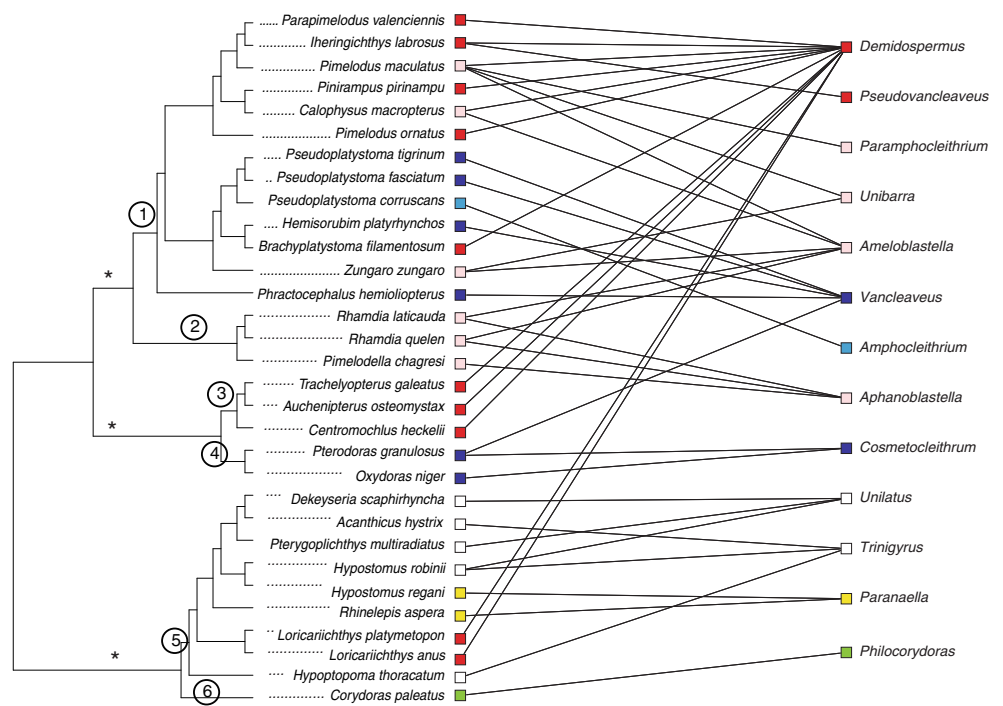 Parapimelodus valenciennis
Iheringichthys labrosus
Pimelodus maculatus
Pinirampus pirinampu
Calophysus macropterus
Pimelodus ornatus
Pseudoplatystoma tigrinum
Pseudoplatystoma fasciatum
Pseudoplatystoma corruscans
Hemisorubim platyrhynchos
Brachyplatystoma filamentosum
Zungaro zungaro
Phractocephalus hemioliopterus
Rhamdia laticauda
Rhamdia quelen
Pimelodella chagresi
Trachelyopterus galeatus
Auchenipterus osteomystax
Centromochlus heckelii
Pterodoras granulosus
Oxydoras niger
Dekeyseria scaphirhyncha
Acanthicus hystrix
Pterygoplichthys multiradiatus
Hypostomus robinii
Hypostomus regani
Rhinelepis aspera
Loricariichthys platymetopon
Loricariichthys anus
Hypoptopoma thoracatum
Corydoras paleatus
1
*
2
3
*
4
5
*
6
Demidospermus
Pseudovancleaveus
Paramphocleithrium
Unibarra
Ameloblastella
Vancleaveus
Amphocleithrium
Aphanoblastella
Cosmetocleithrum
Unilatus
Trinigyrus
Paranaella
Philocorydoras